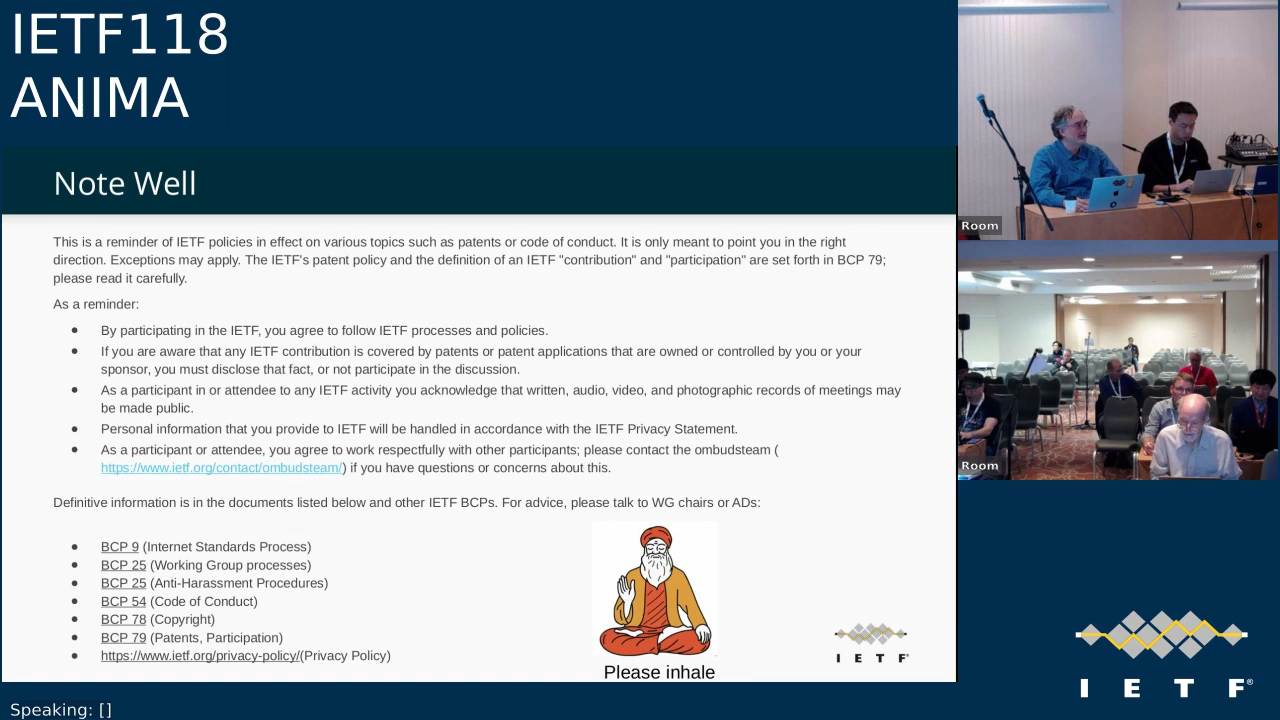 IETF118
ANIMA
Note Well
This is a reminder of IETF policies in effect on various topics such as patents or code of conduct. It is only meant to point you in the right
direction. Exceptions may apply. The IETF's patent policy and the definition of an IETF "contribution" and "participation" are set forth in BCP 79;
please read it carefully.
As a reminder:
● By participating in the IETF, you agree to follow IETF processes and policies.
● If you are aware that any IETF contribution is covered by patents or patent applications that are owned or controlled by you or your
sponsor, you must disclose that fact, or not participate in the discussion.
● As a participant in or attendee to any IETF activity you acknowledge that written, audio, video, and photographic records of meetings may
be made public.
● Personal information that you provide to IETF will be handled in accordance with the IETF Privacy Statement.
● As a participant or attendee, you agree to work respectfully with other participants; please contact the ombudsteam (
https://www.ietf.org/contact/ombudsteam/) if you have questions or concerns about this.
Definitive information is in the documents listed below and other IETF BCPs. For advice, please talk to WG chairs or ADs:
● BCP 9 (Internet Standards Process)
● BCP 25 (Working Group processes)
● BCP 25 (Anti-Harassment Procedures)
● BCP 54 (Code of Conduct)
● BCP 78 (Copyright)
● BCP 79 (Patents, Participation)
● https://www.ietf.org/privacy-policy/(Privacy Policy)
Please inhale
I E T F®
Room
Room
I E T F®
Speaking: []